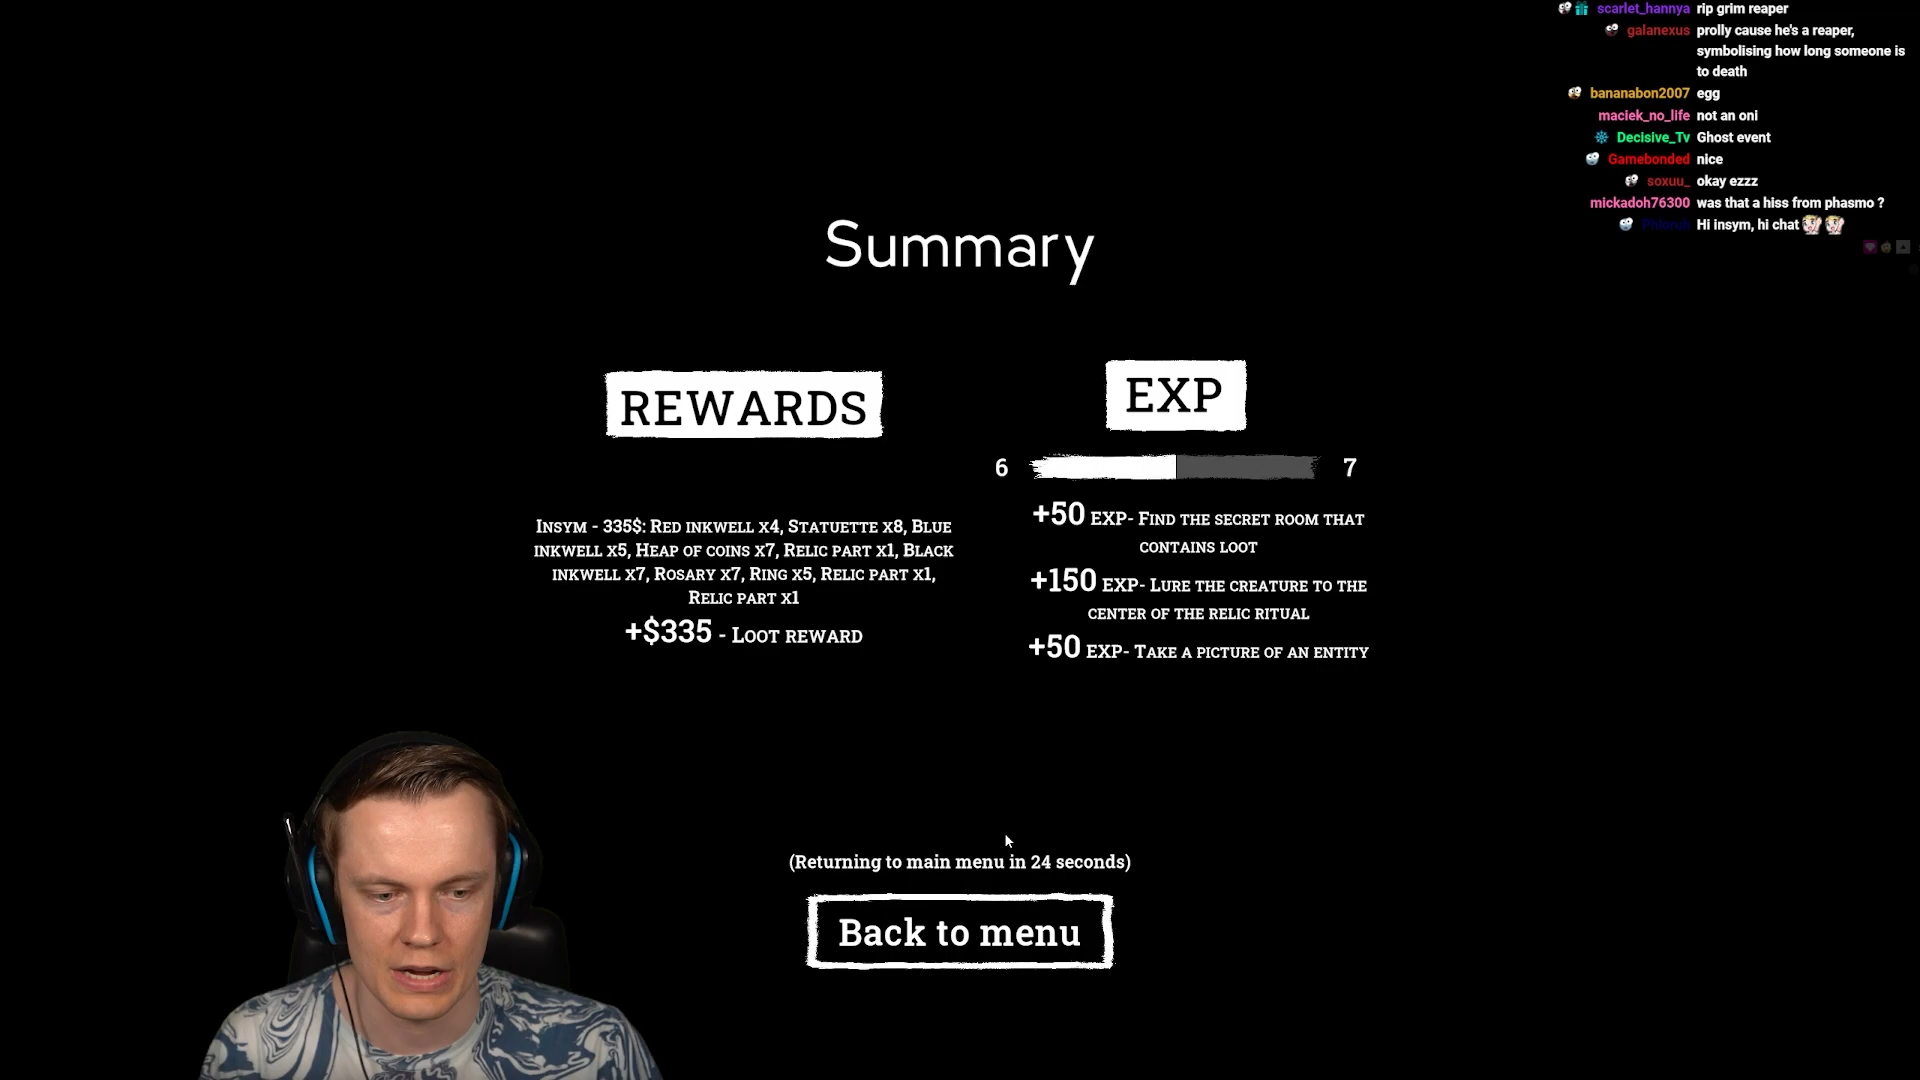 scarlet_hannya rip grim reaper
galanexus prolly cause he's a reaper,
symbolising how long someone is
to death
bananabon2007 egg
maciek_no_life not an oni
Decisive_Tv Ghost event
Gamebonded nice
soxuu_ okay ezzz
mickadoh76300 was that a hiss from phasmo ?
Hi insym, hi chat
Summary
REWARDS
EXP
6 7
Insym - 335$: Red inkwell x4, Statuette x8, Blue
inkwell x5, Heap of coins x7, Relic part x1, Black
inkwell x7, Rosary x7, Ring x5, Relic part x1,
Relic part x1
+$335 - Loot reward
+50 EXP- Find the secret room that
contains loot
+150 EXP- Lure the creature to the
center of the relic ritual
+50 EXP- Take a picture of an entity
(Returning to main menu in 24 seconds)
Back to menu